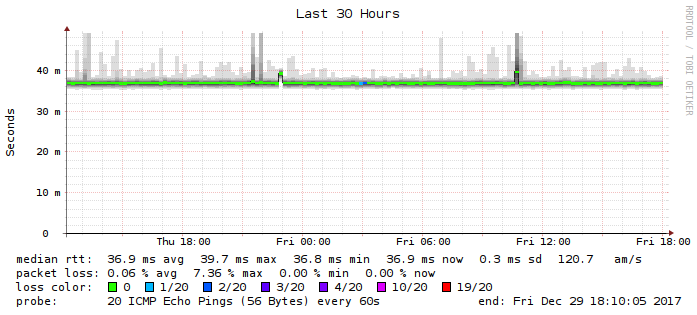 Last 30 Hours
RRDTOOL / TOBI OETIKER
Seconds
40 m
30 m
20 m
10 m
0
Thu 18:00 Fri 00:00 Fri 06:00 Fri 12:00 Fri 18:00
median rtt: 36.9 ms avg 39.7 ms max 36.8 ms min 36.9 ms now 0.3 ms sd 120.7 am/s
packet loss: 0.06 % avg 7.36 % max 0.00 % min 0.00 % now
loss color: 0 1/20 2/20 3/20 4/20 10/20 19/20
probe: 20 ICMP Echo Pings (56 Bytes) every 60s end: Fri Dec 29 18:10:05 2017